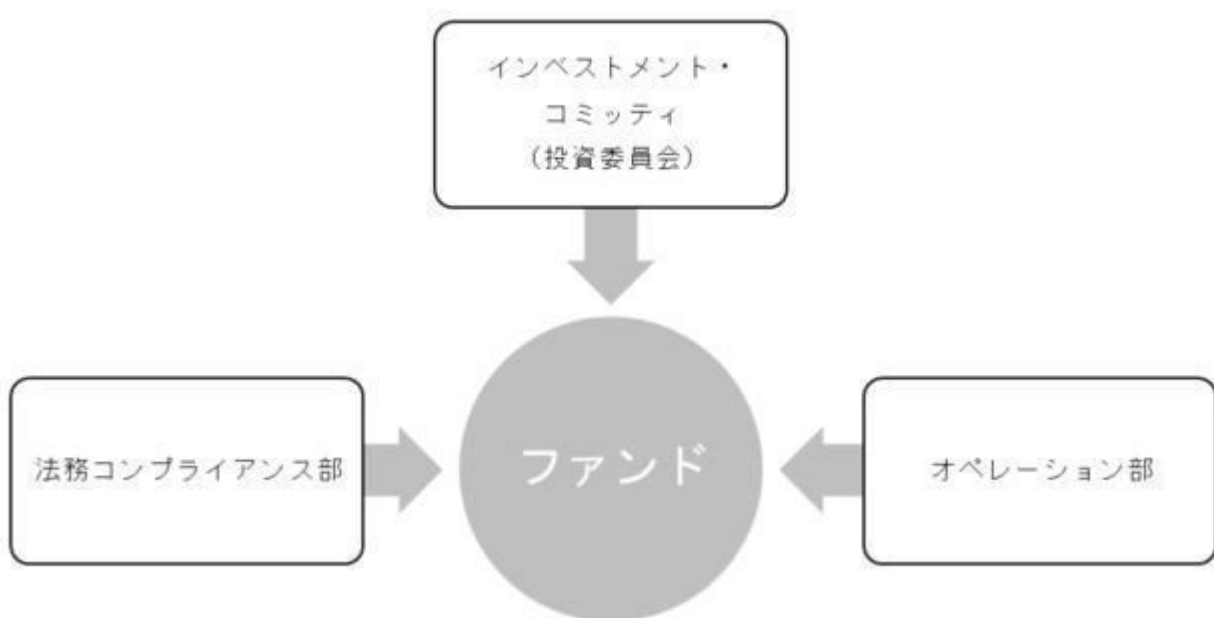 インベストメント・
コミッティ
（投資委員会）
法務コンプライアンス部
ファンド
オペレーション部